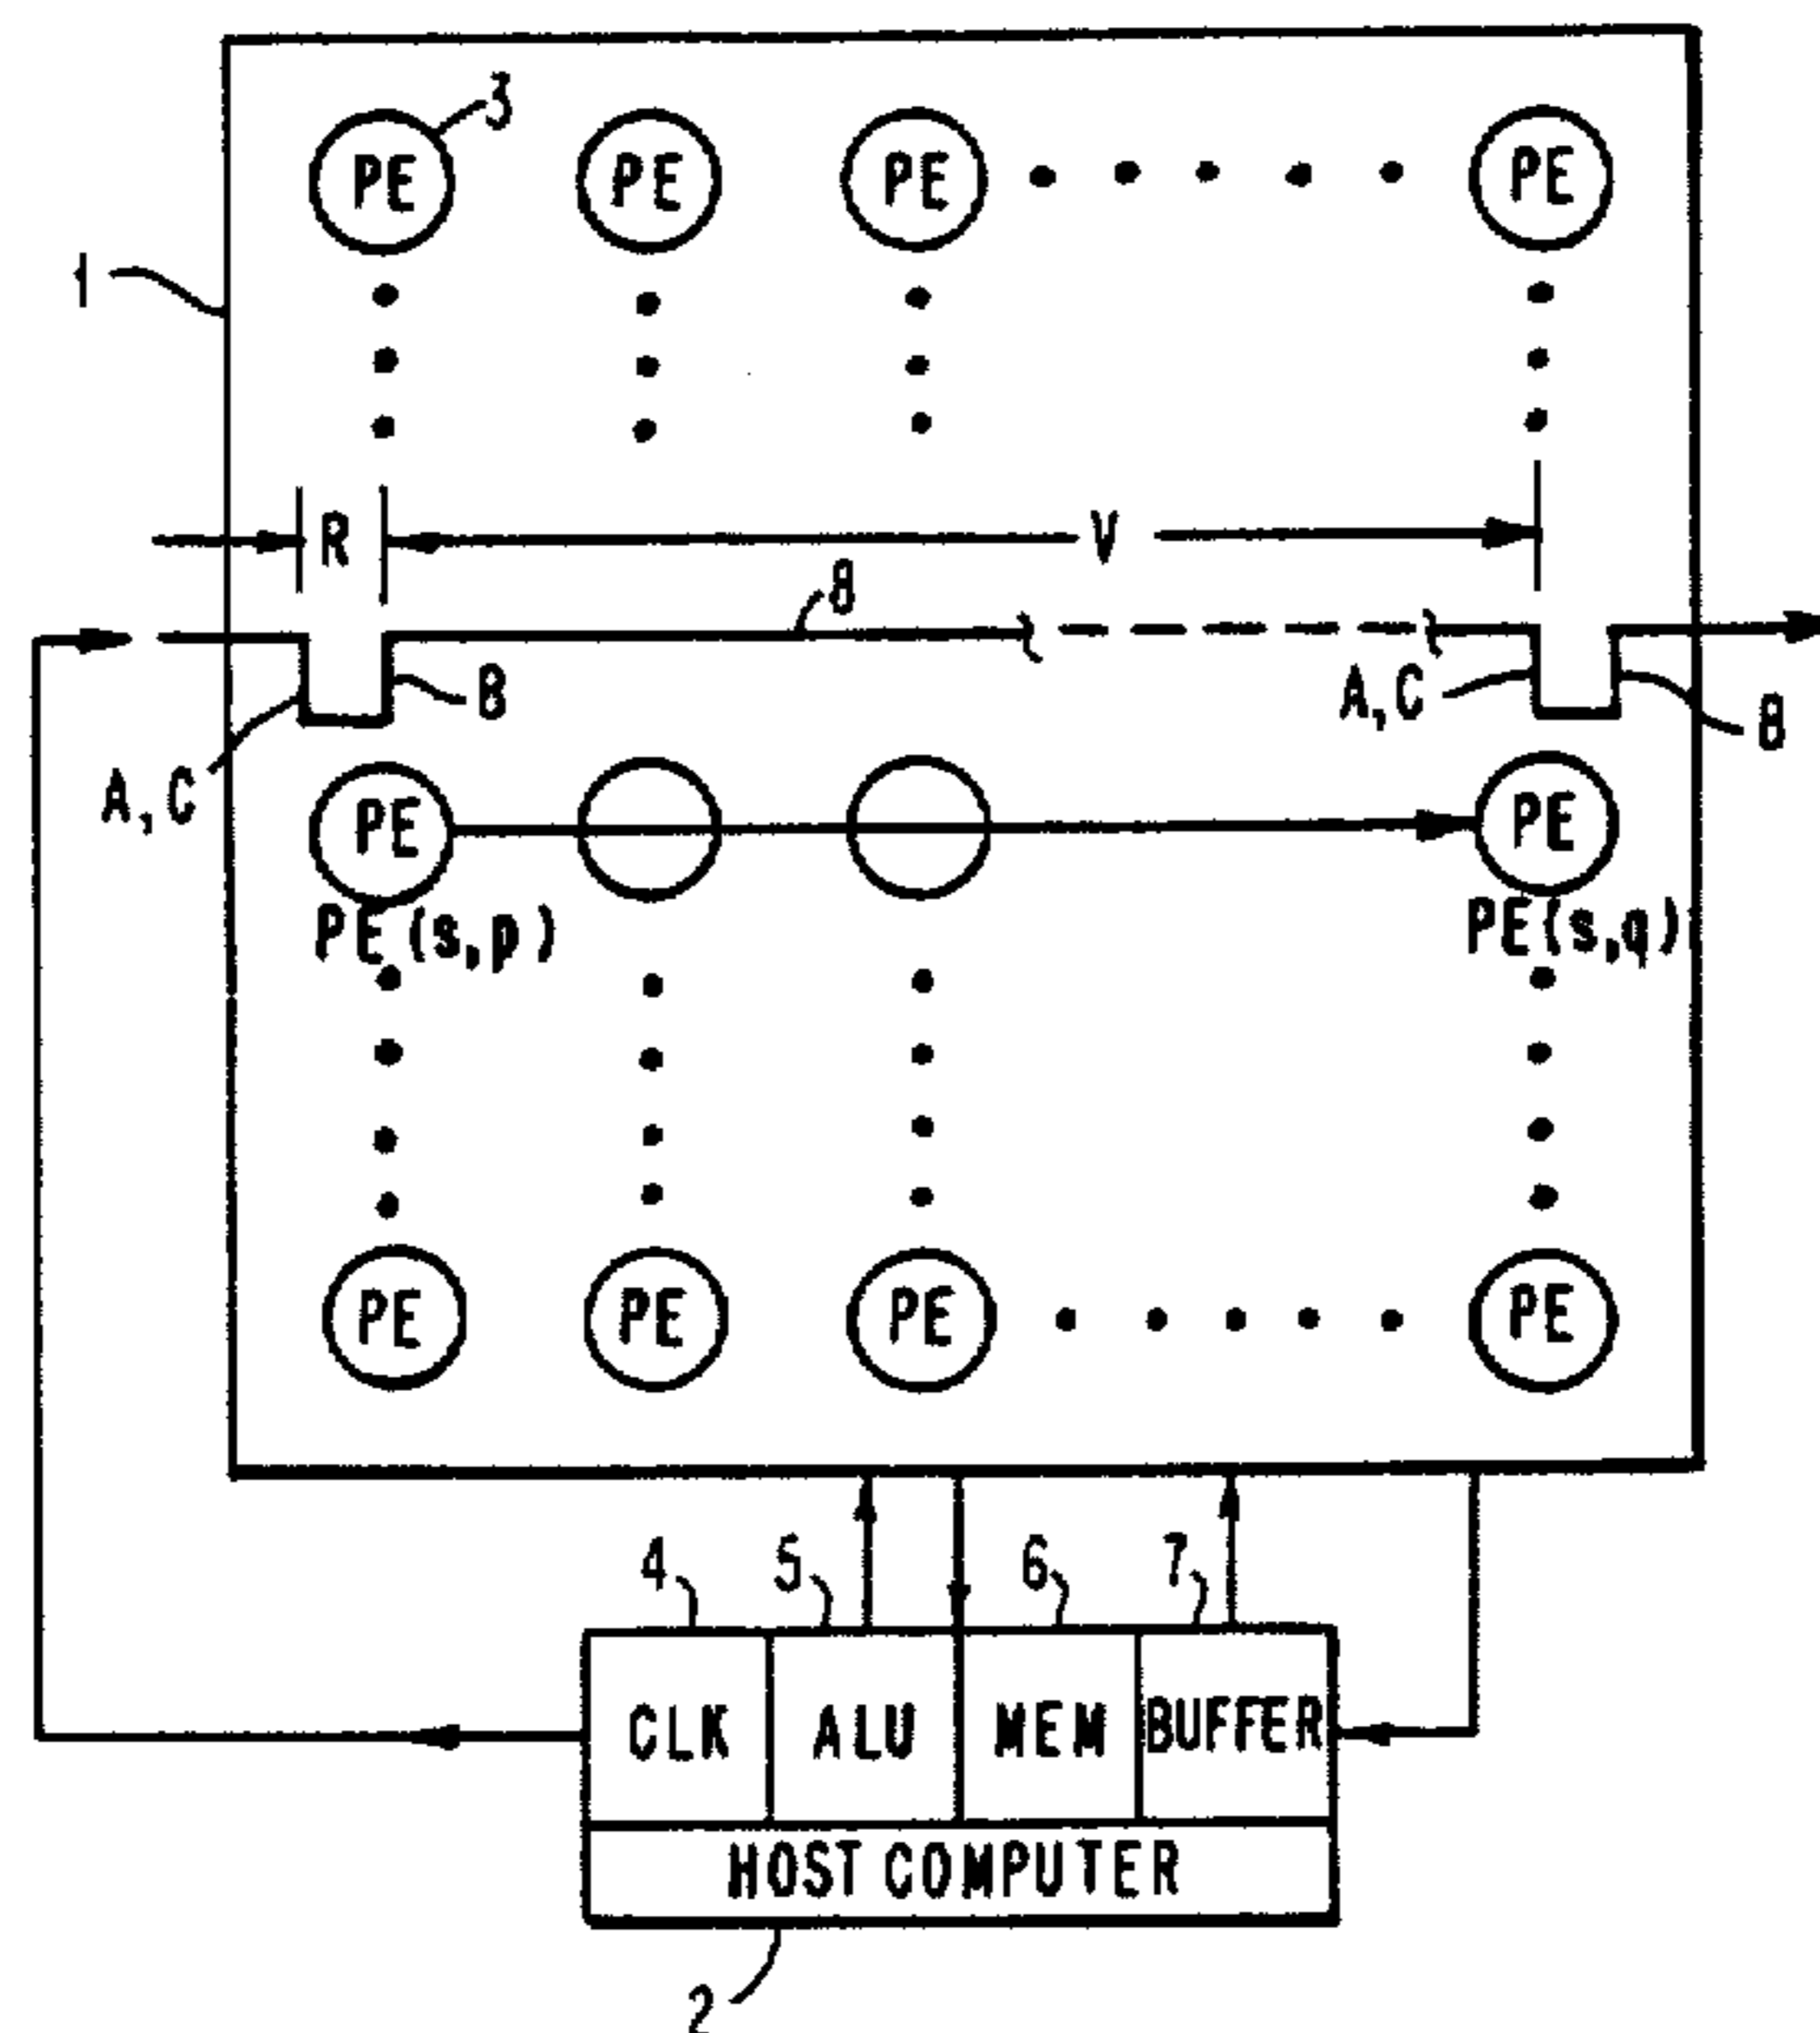 3
PE PE PE PE
1
R V
8
B
A,C
B
A,C
PE PE
PE(s,p) PE(s,q)
PE PE PE PE
4 5 6 7
CLK ALU MEM BUFFER
HOST COMPUTER
2